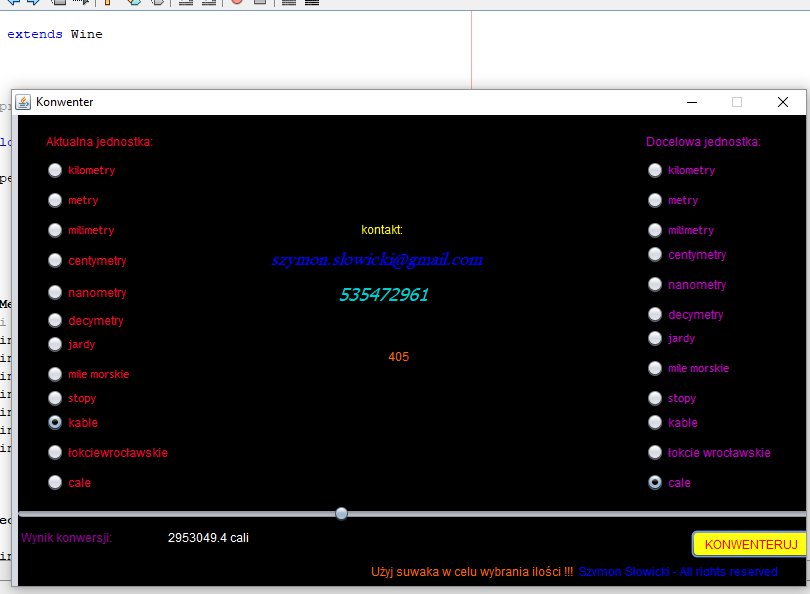 extends Wine
Konwenter
Aktualna jednostka:
kilometry
metry
milimetry
centymetry
nanometry
decymetry
jardy
mile morskie
stopy
kable
łokciewrocławskie
cale
kontakt:
szymon.slowicki@gmail.com
535472961
405
Docelowa jednostka:
kilometry
metry
milimetry
centymetry
nanometry
decymetry
jardy
mile morskie
stopy
kable
łokcie wrocławskie
cale
Wynik konwersji: 2953049.4 cali
KONWENTERUJ
Użyj suwaka w celu wybrania ilości !!! Szymon Słowicki - All rights reserved